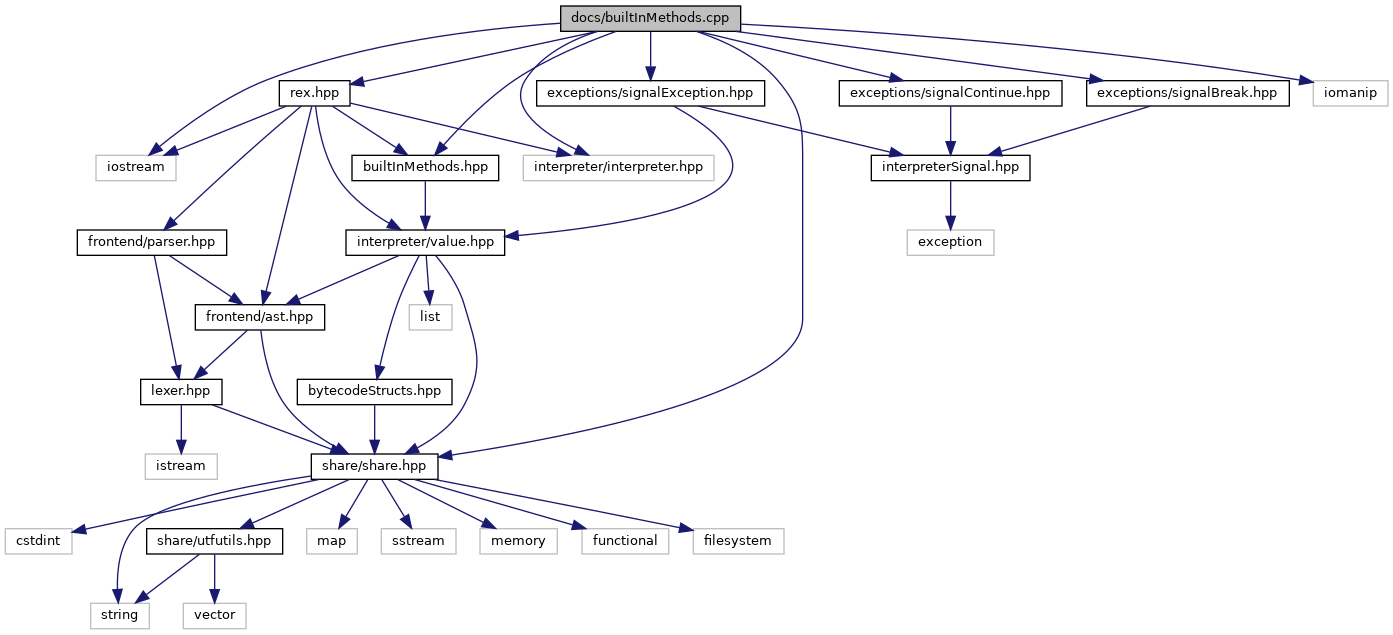 docs/builtInMethods.cpp
rex.hpp
exceptions/signalException.hpp
exceptions/signalContinue.hpp
exceptions/signalBreak.hpp
iomanip
iostream
builtInMethods.hpp
interpreter/interpreter.hpp
interpreterSignal.hpp
frontend/parser.hpp
interpreter/value.hpp
exception
frontend/ast.hpp
list
lexer.hpp
bytecodeStructs.hpp
istream
share/share.hpp
cstdint
share/utfutils.hpp
map
sstream
memory
functional
filesystem
string
vector